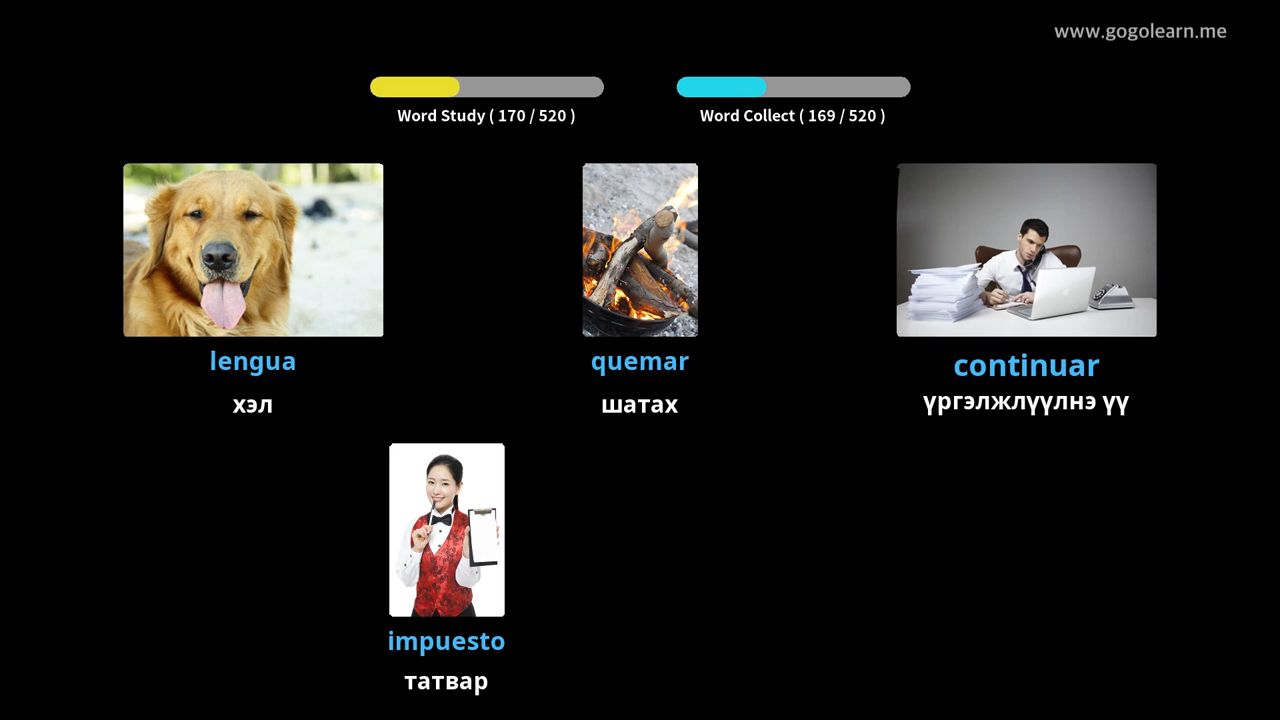 www.gogolearn.me
Word Study ( 170 / 520 )
Word Collect ( 169 / 520 )
lengua
хэл
quemar
шатах
continuar
үргэлжлүүлнэ үү
impuesto
татвар